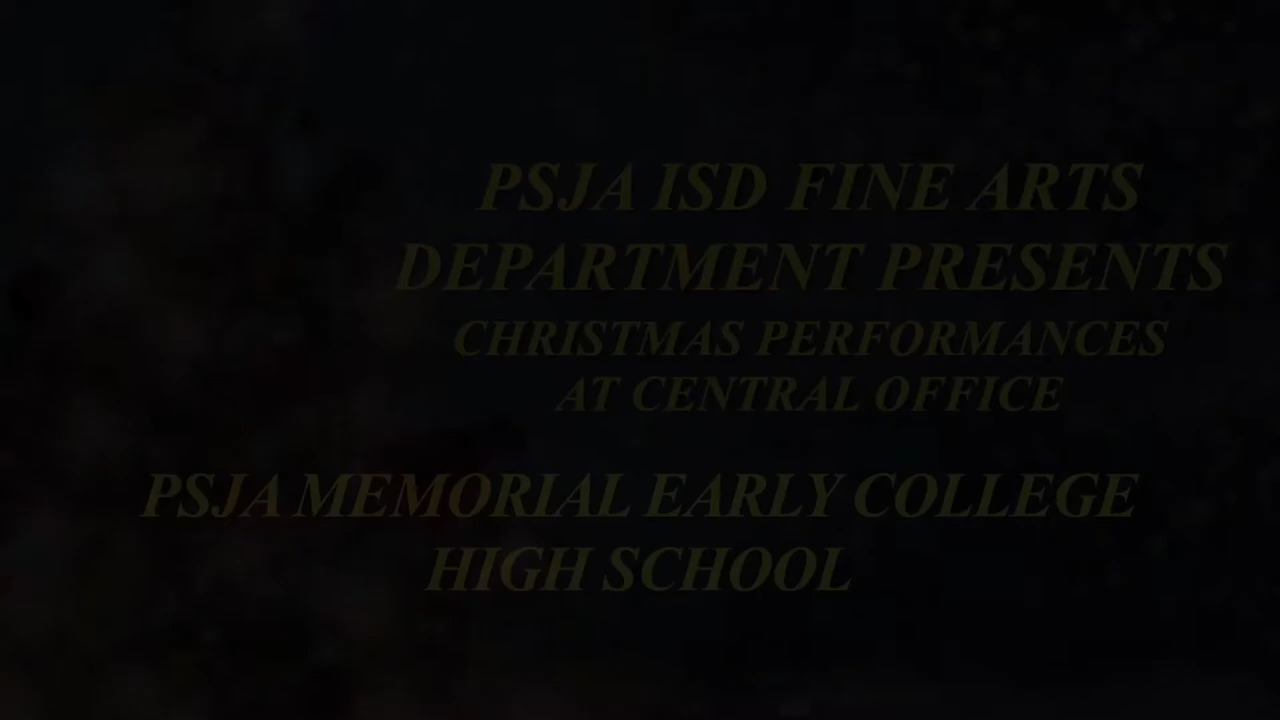 PSJA ISD FINE ARTS
DEPARTMENT PRESENTS
CHRISTMAS PERFORMANCES
AT CENTRAL OFFICE
PSJA MEMORIAL EARLY COLLEGE
HIGH SCHOOL